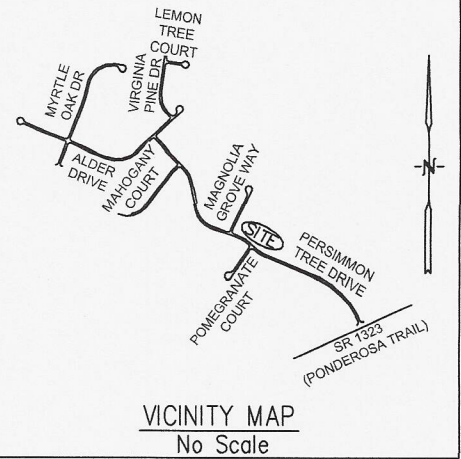 LEMON
TREE
COURT
MYRTLE
OAK DR
VIRGINIA
PINE DR
ALDER
DRIVE
MAHOGANY
COURT
MAGNOLIA
GROVE WAY
SITE
N
PERSIMMON
TREE DRIVE
POMEGRANATE
COURT
SR 1323
(PONDEROSA TRAIL)
VICINITY MAP
No Scale